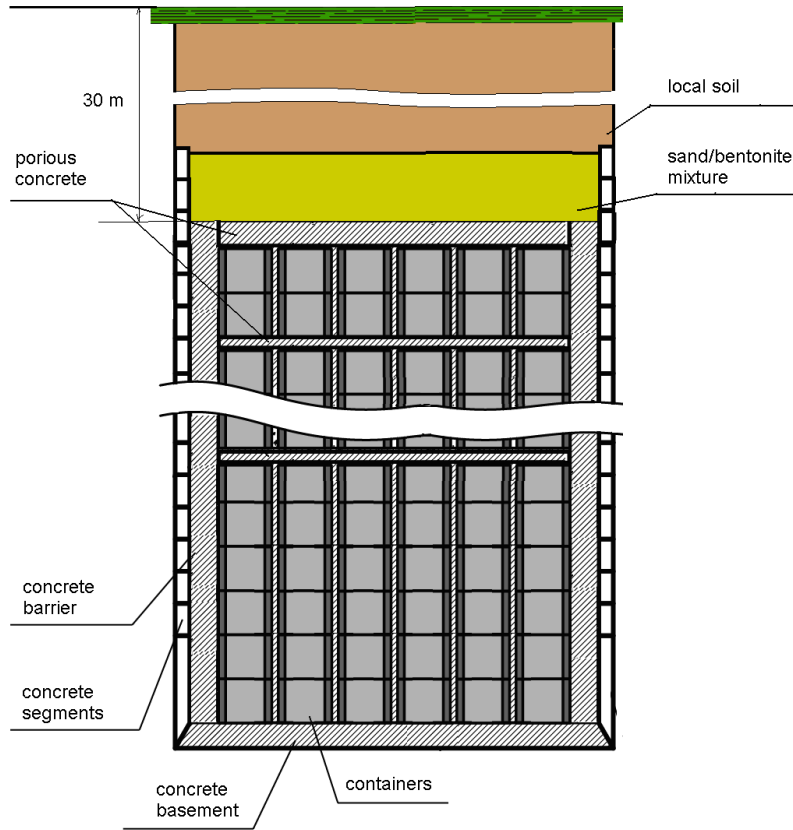 30 m
local soil
porious
concrete
sand/bentonite
mixture
concrete
barrier
concrete
segments
concrete
basement
containers